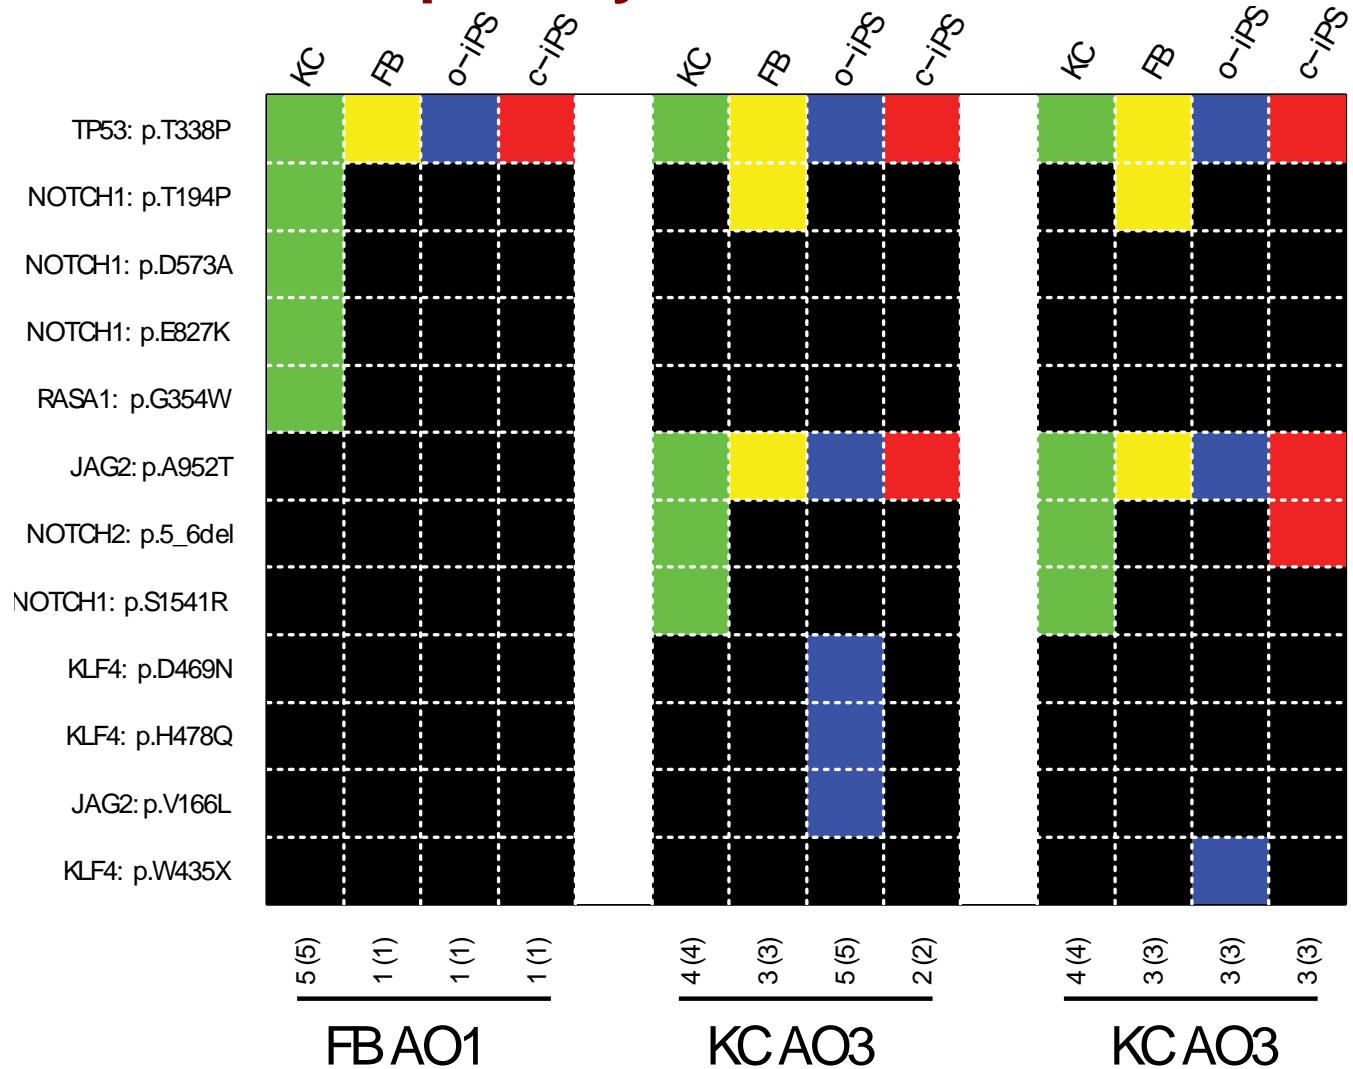 KC FB o-iPS c-iPS KC FB o-iPS c-iPS KC FB o-iPS c-iPS
TP53: p.T338P
NOTCH1: p.T194P
NOTCH1: p.D573A
NOTCH1: p.E827K
RASA1: p.G354W
JAG2: p.A952T
NOTCH2: p.5_6del
NOTCH1: p.S1541R
KLF4: p.D469N
KLF4: p.H478Q
JAG2: p.V166L
KLF4: p.W435X
5 (5) 1 (1) 1 (1) 1 (1) 4 (4) 3 (3) 5 (5) 2 (2) 4 (4) 3 (3) 3 (3) 3 (3)
FB AO1 KC AO3 KC AO3